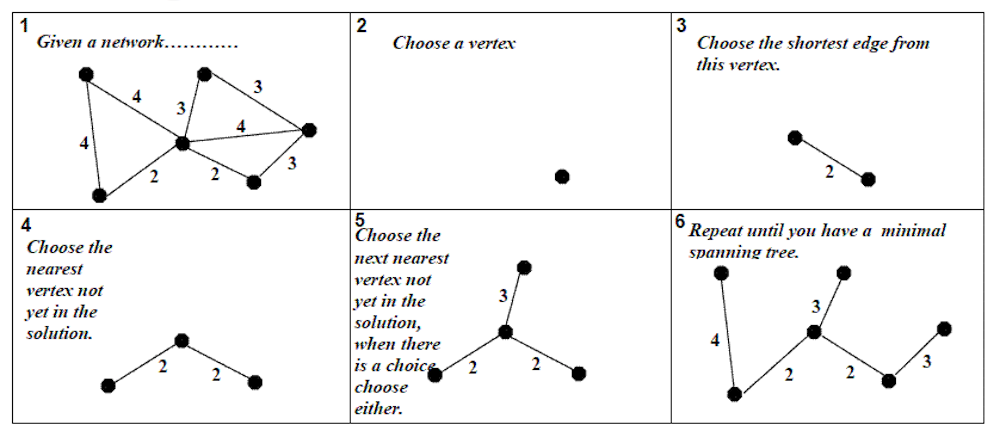 1
Given a network…………
4
3
3
4
4
3
2
2
2
Choose a vertex
3
Choose the shortest edge from
this vertex.
2
4
Choose the
nearest
vertex not
yet in the
solution.
2
2
5
Choose the
next nearest
vertex not
yet in the
solution,
when there
is a choice
choose
either.
3
2
2
6
Repeat until you have a minimal
spanning tree.
3
4
3
2
2